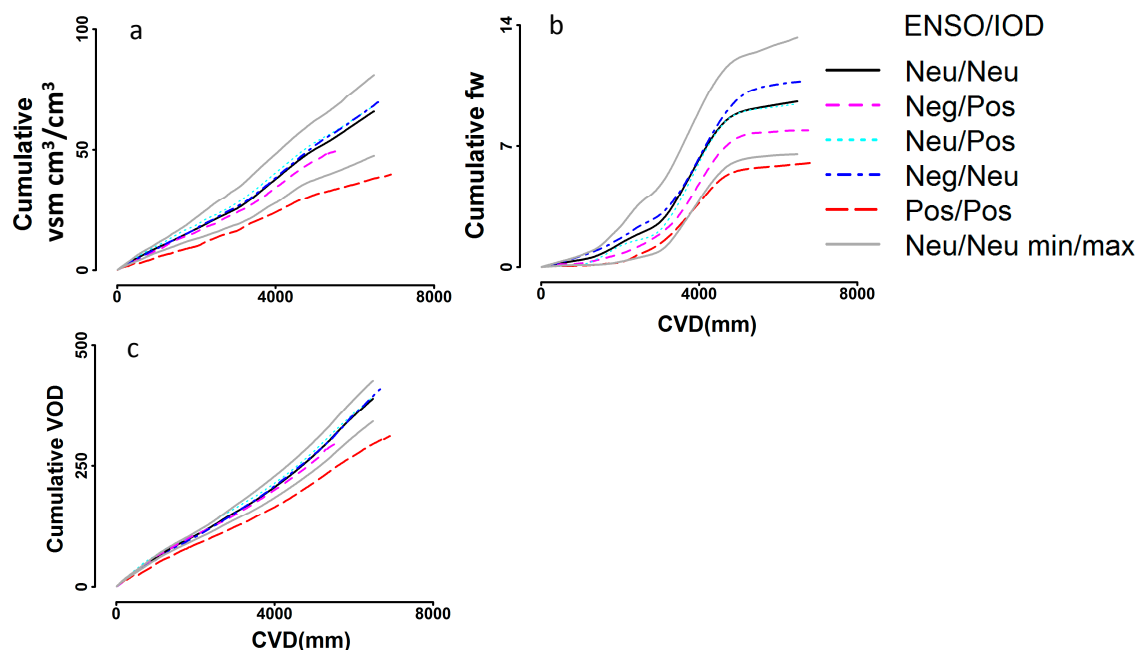 a
Cumulative
vsm cm³/cm³
100
50
0
0
4000
8000
b
Cumulative fw
14
7
0
0
4000
8000
CVD(mm)
ENSO/IOD
Neu/Neu
Neg/Pos
Neu/Pos
Neg/Neu
Pos/Pos
Neu/Neu min/max
c
Cumulative VOD
500
250
0
0
4000
8000
CVD(mm)